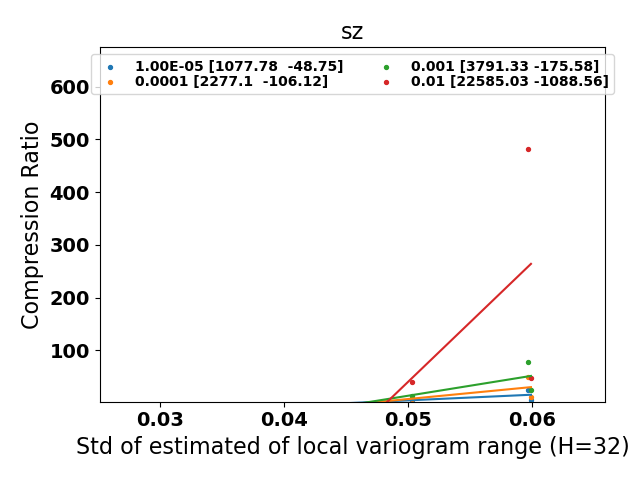 sz
1.00E-05 [1077.78  -48.75]
0.0001 [2277.1  -106.12]
0.001 [3791.33 -175.58]
0.01 [22585.03 -1088.56]
Compression Ratio
600
500
400
300
200
100
0.03 0.04 0.05 0.06
Std of estimated of local variogram range (H=32)